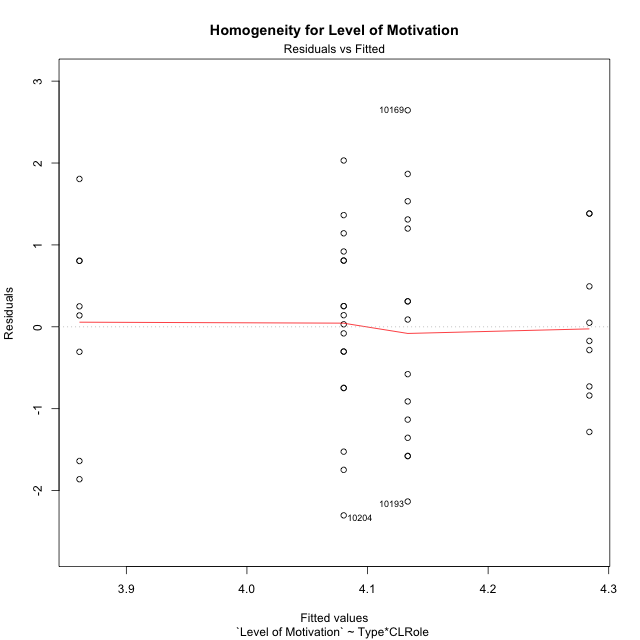 Homogeneity for Level of Motivation
Residuals vs Fitted
3
2
1
0
-1
-2
Residuals
10169
10193
10204
3.9 4.0 4.1 4.2 4.3
Fitted values
`Level of Motivation` ~ Type*CLRole